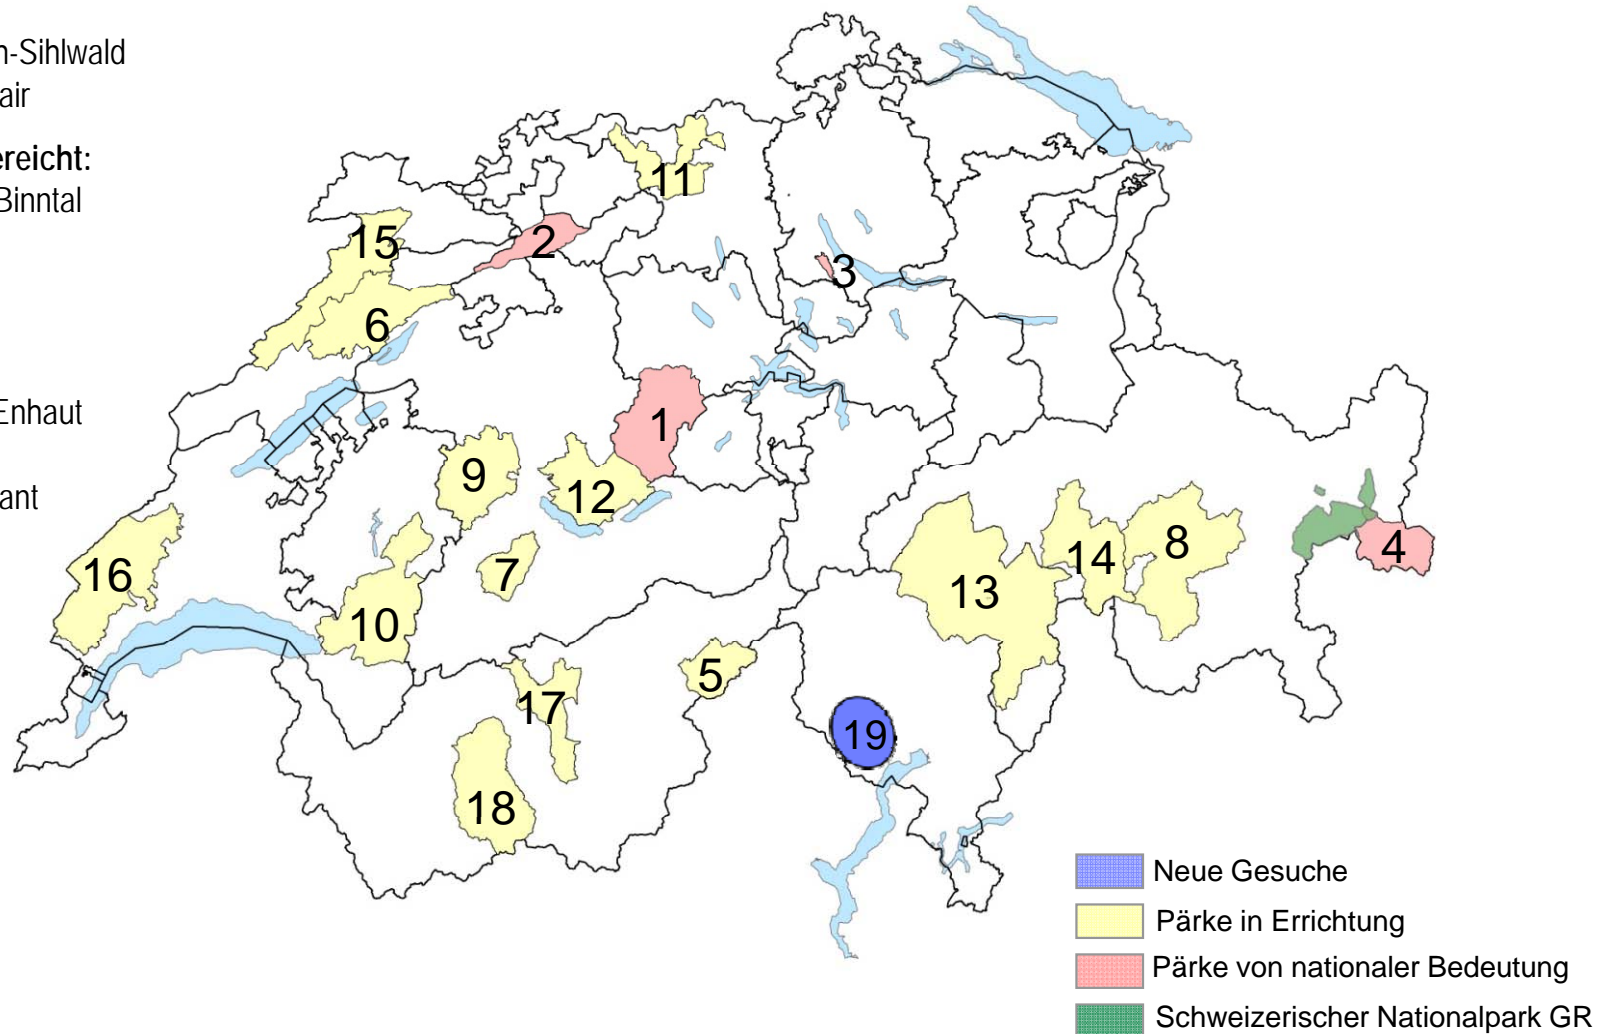 n-Sihlwald
air
ereicht:
Binntal
Enhaut
ant
11
15
2
3
6
1
9
12
16
7
10
13
14
8
4
5
17
19
18
Neue Gesuche
Pärke in Errichtung
Pärke von nationaler Bedeutung
Schweizerischer Nationalpark GR